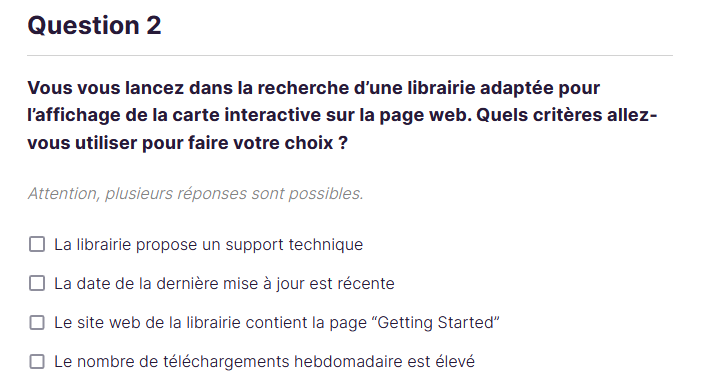 Question 2
Vous vous lancez dans la recherche d’une librairie adaptée pour
l’affichage de la carte interactive sur la page web. Quels critères allez-
vous utiliser pour faire votre choix ?
Attention, plusieurs réponses sont possibles.
La librairie propose un support technique
La date de la dernière mise à jour est récente
Le site web de la librairie contient la page “Getting Started”
Le nombre de téléchargements hebdomadaire est élevé